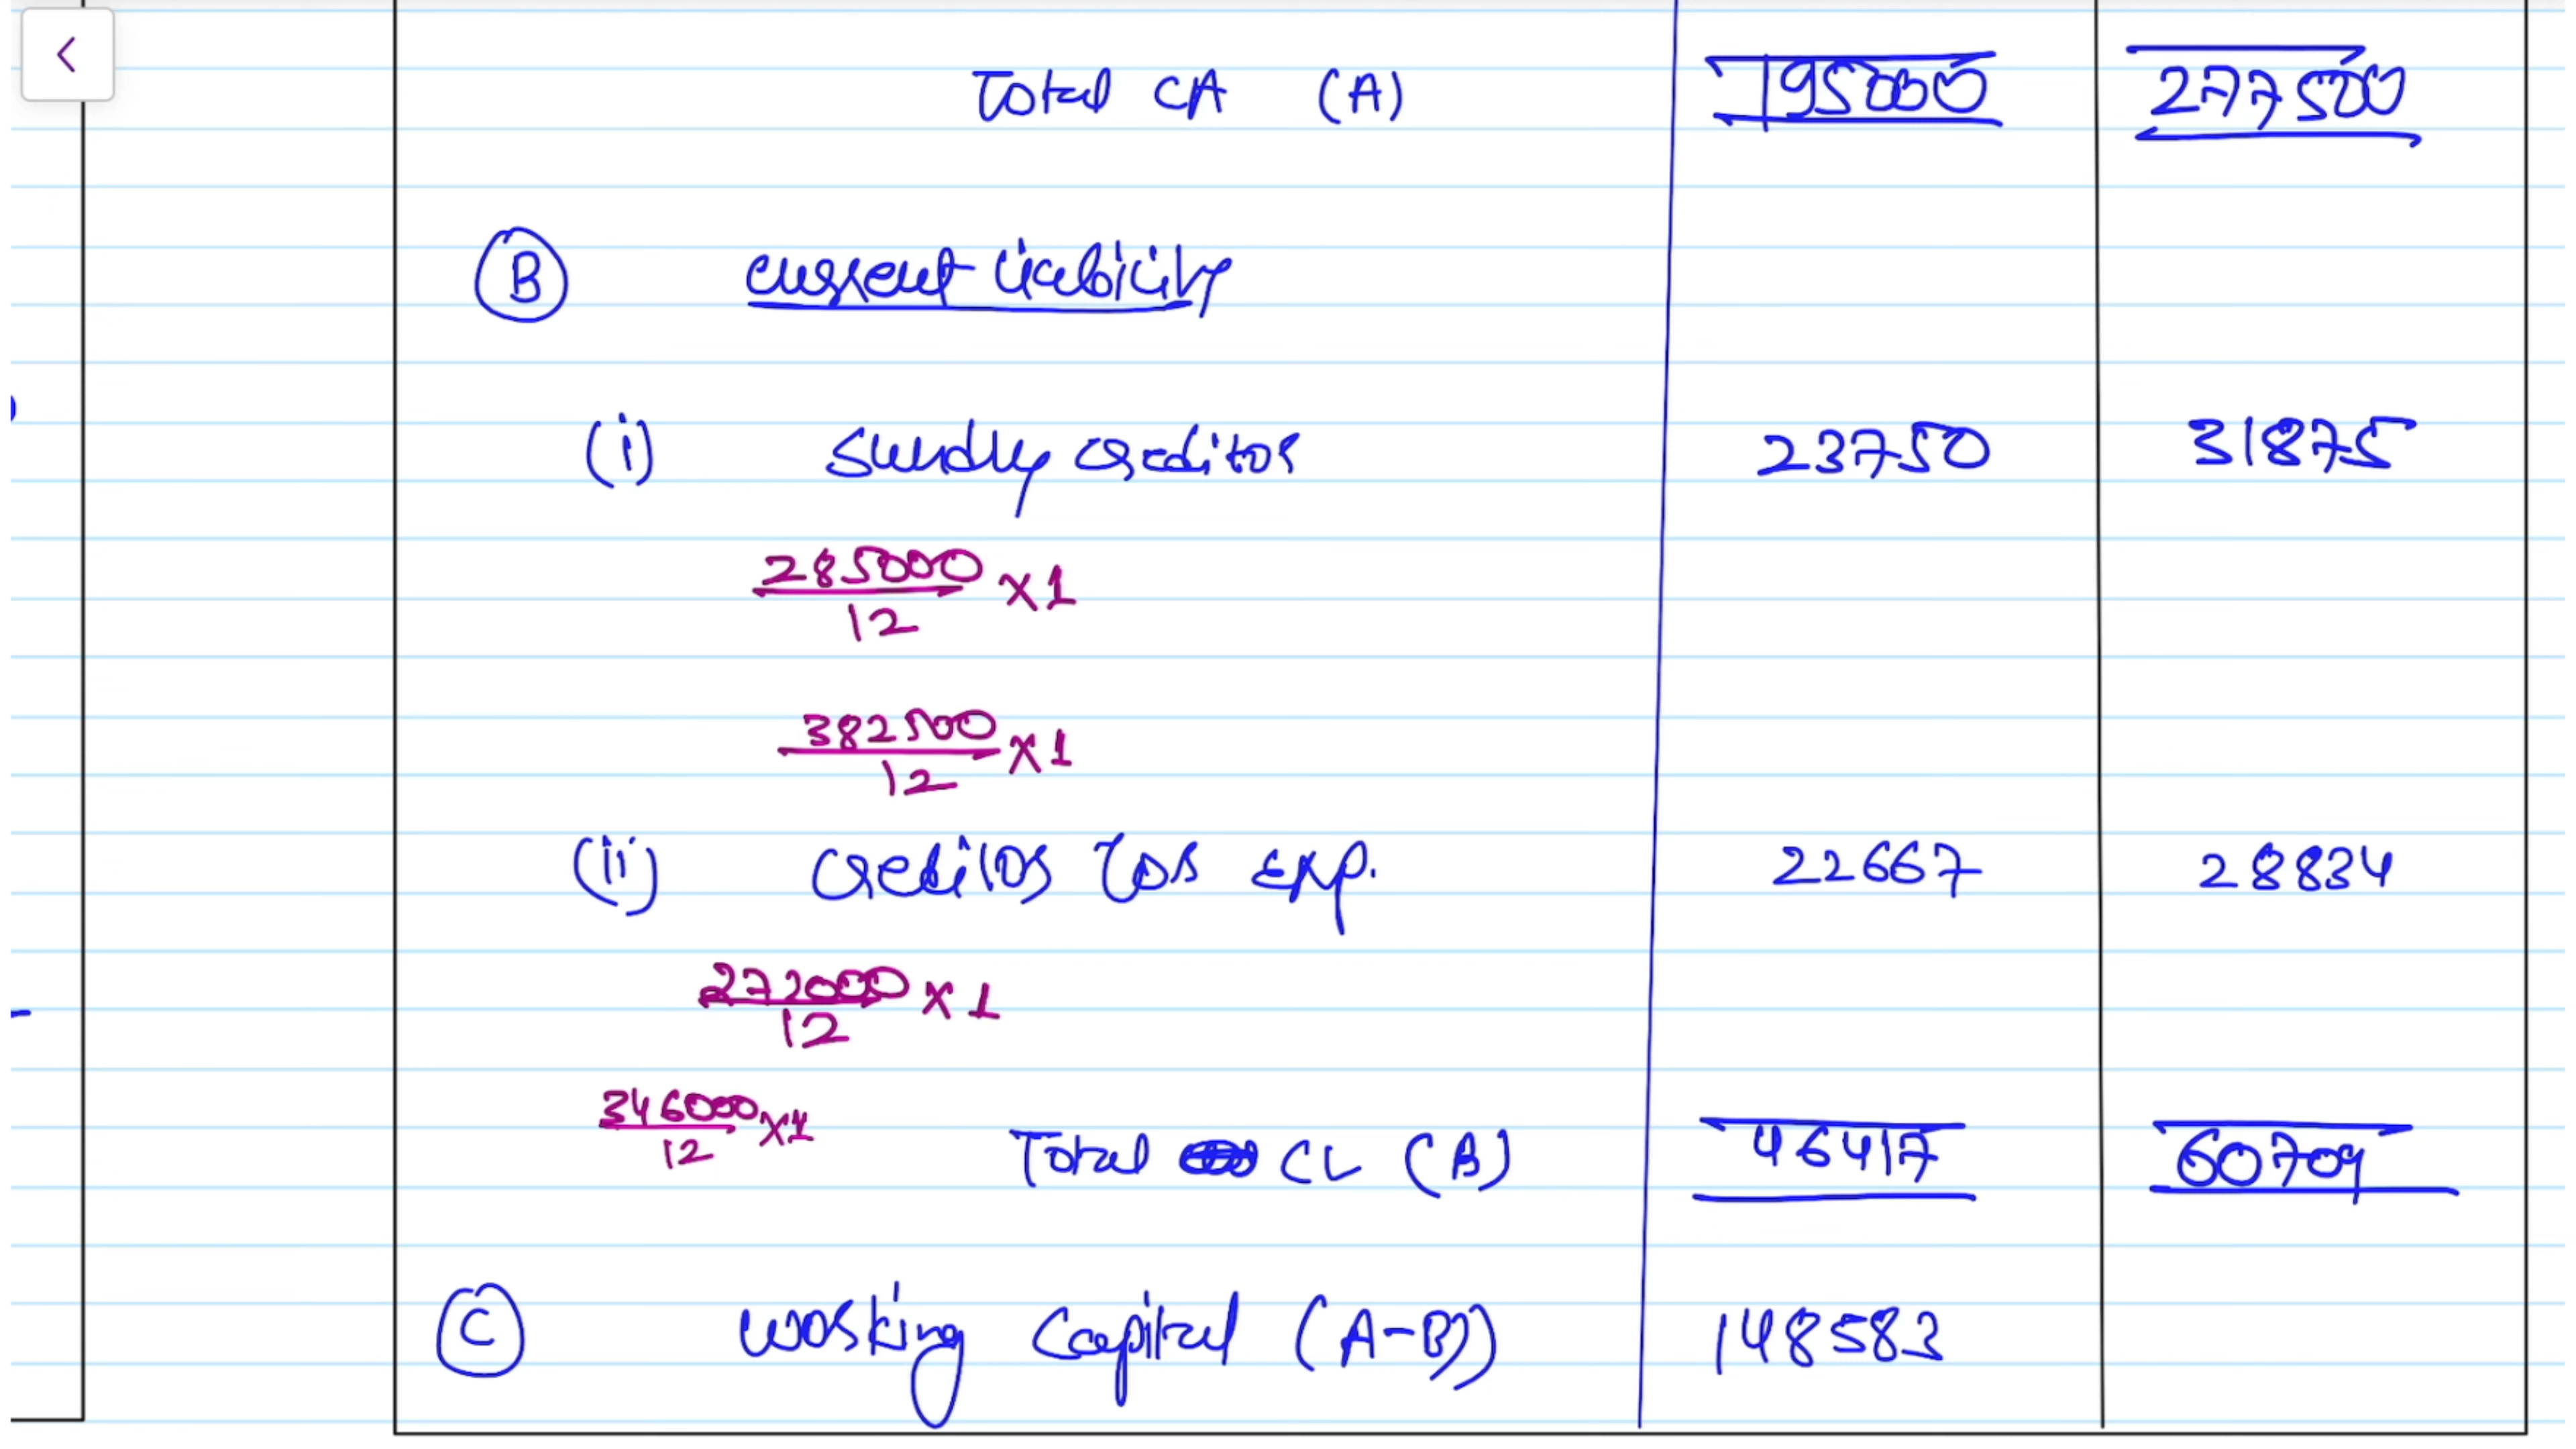 Total CA (A) 195000 277500
B Current liability
(i) Sundry creditor 23750 31875
285000/12 x1
382500/12 x1
(ii) Creditors for exp. 22667 28834
272000/12 x1
346000/12 x1
Total CL (B) 46417 60709
C Working Capital (A-B) 148583